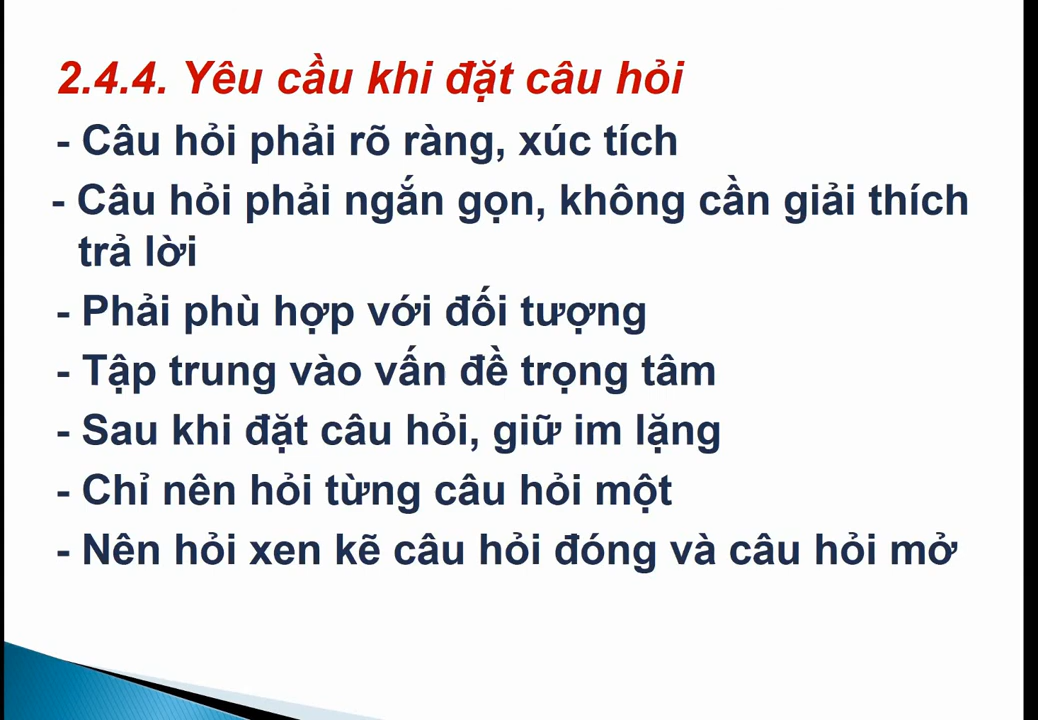 2.4.4. Yêu cầu khi đặt câu hỏi
- Câu hỏi phải rõ ràng, xúc tích
- Câu hỏi phải ngắn gọn, không cần giải thích
trả lời
- Phải phù hợp với đối tượng
- Tập trung vào vấn đề trọng tâm
- Sau khi đặt câu hỏi, giữ im lặng
- Chỉ nên hỏi từng câu hỏi một
- Nên hỏi xen kẽ câu hỏi đóng và câu hỏi mở